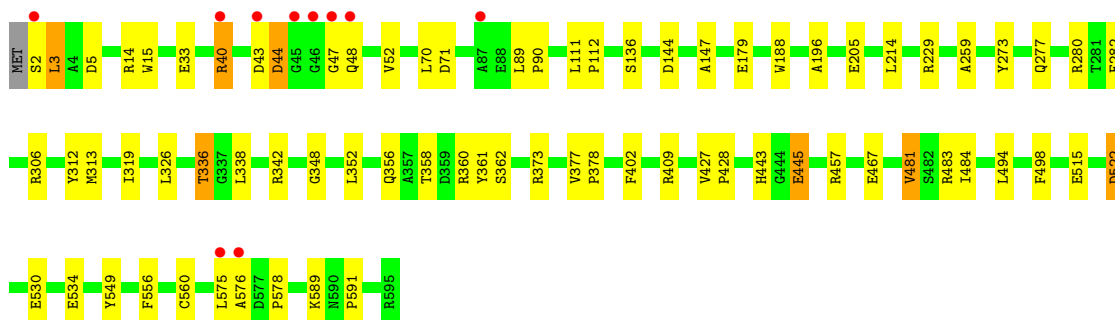 MET S2 L3 A4 D5 R14 W15 E33 R40 D43 D44 G45 G46 G47 Q48 V52 L70 D71 A87 E88 L89 P90 L111 P112 S136 D144 A147 E179 W188 A196 E205 L214 R229 A259 Y273 Q277 R280 T281
R306 Y312 M313 I319 L326 T336 G337 L338 R342 G348 L352 Q356 A357 T358 D359 R360 Y361 S362 R373 V377 P378 F402 R409 V427 P428 H443 G444 E445 R457 E467 V481 S482 R483 I484 L494 F498 E515
E530 E534 Y549 F556 C560 L575 A576 D577 P578 K589 N590 P591 R595